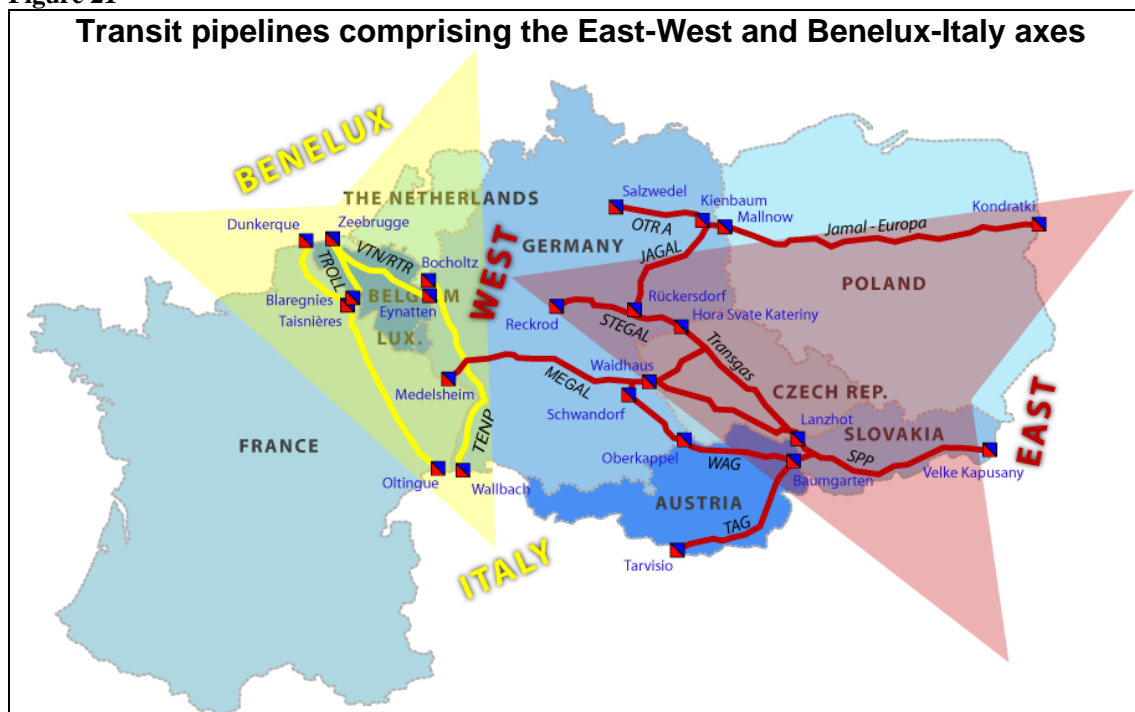 Figure 21
Transit pipelines comprising the East-West and Benelux-Italy axes
BENELUX
THE NETHERLANDS
Dunkerque
Zeebrugge
TROLL
VTN/RTR
Bocholtz
Blaregnies
Taisnières
BELGIUM
Eynatten
LUX.
WEST
GERMANY
Salzwedel
Kienbaum
Mallnow
OTRA
JAGAL
Jamal - Europa
Kondratki
POLAND
Rückersdorf
Hora Svate Kateriny
Reckrod
STEGAL
Transgas
Waidhaus
MEGAL
Medelsheim
Schwandorf
CZECH REP.
Lanzhot
SLOVAKIA
EAST
FRANCE
TENP
Oberkappel
WAG
SPP
Velke Kapusany
Oltingue
Wallbach
Baumgarten
AUSTRIA
TAG
Tarvisio
ITALY